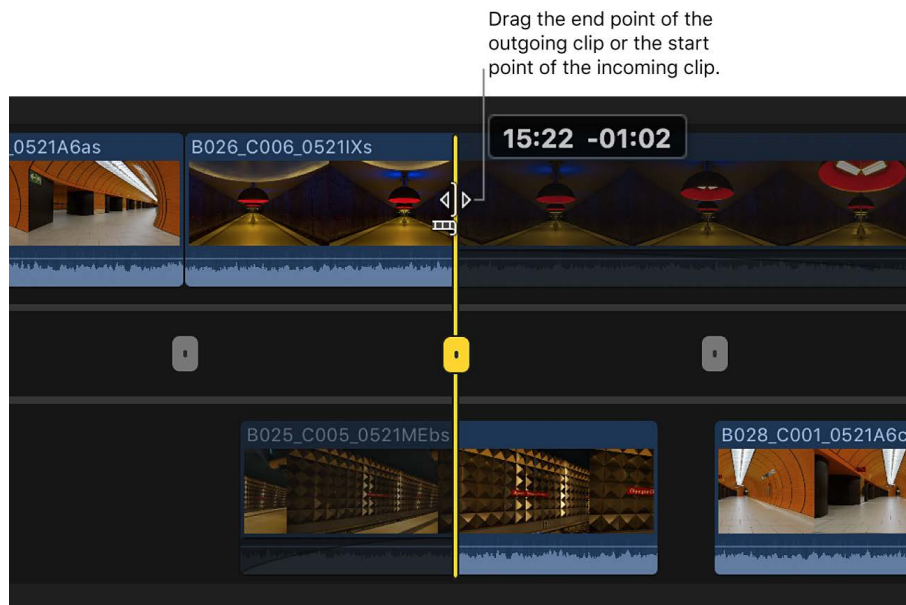 Drag the end point of the
outgoing clip or the start
point of the incoming clip.
15:22 -01:02
_0521A6as
B026_C006_0521IXs
B025_C005_0521MEbs
B028_C001_0521A6c